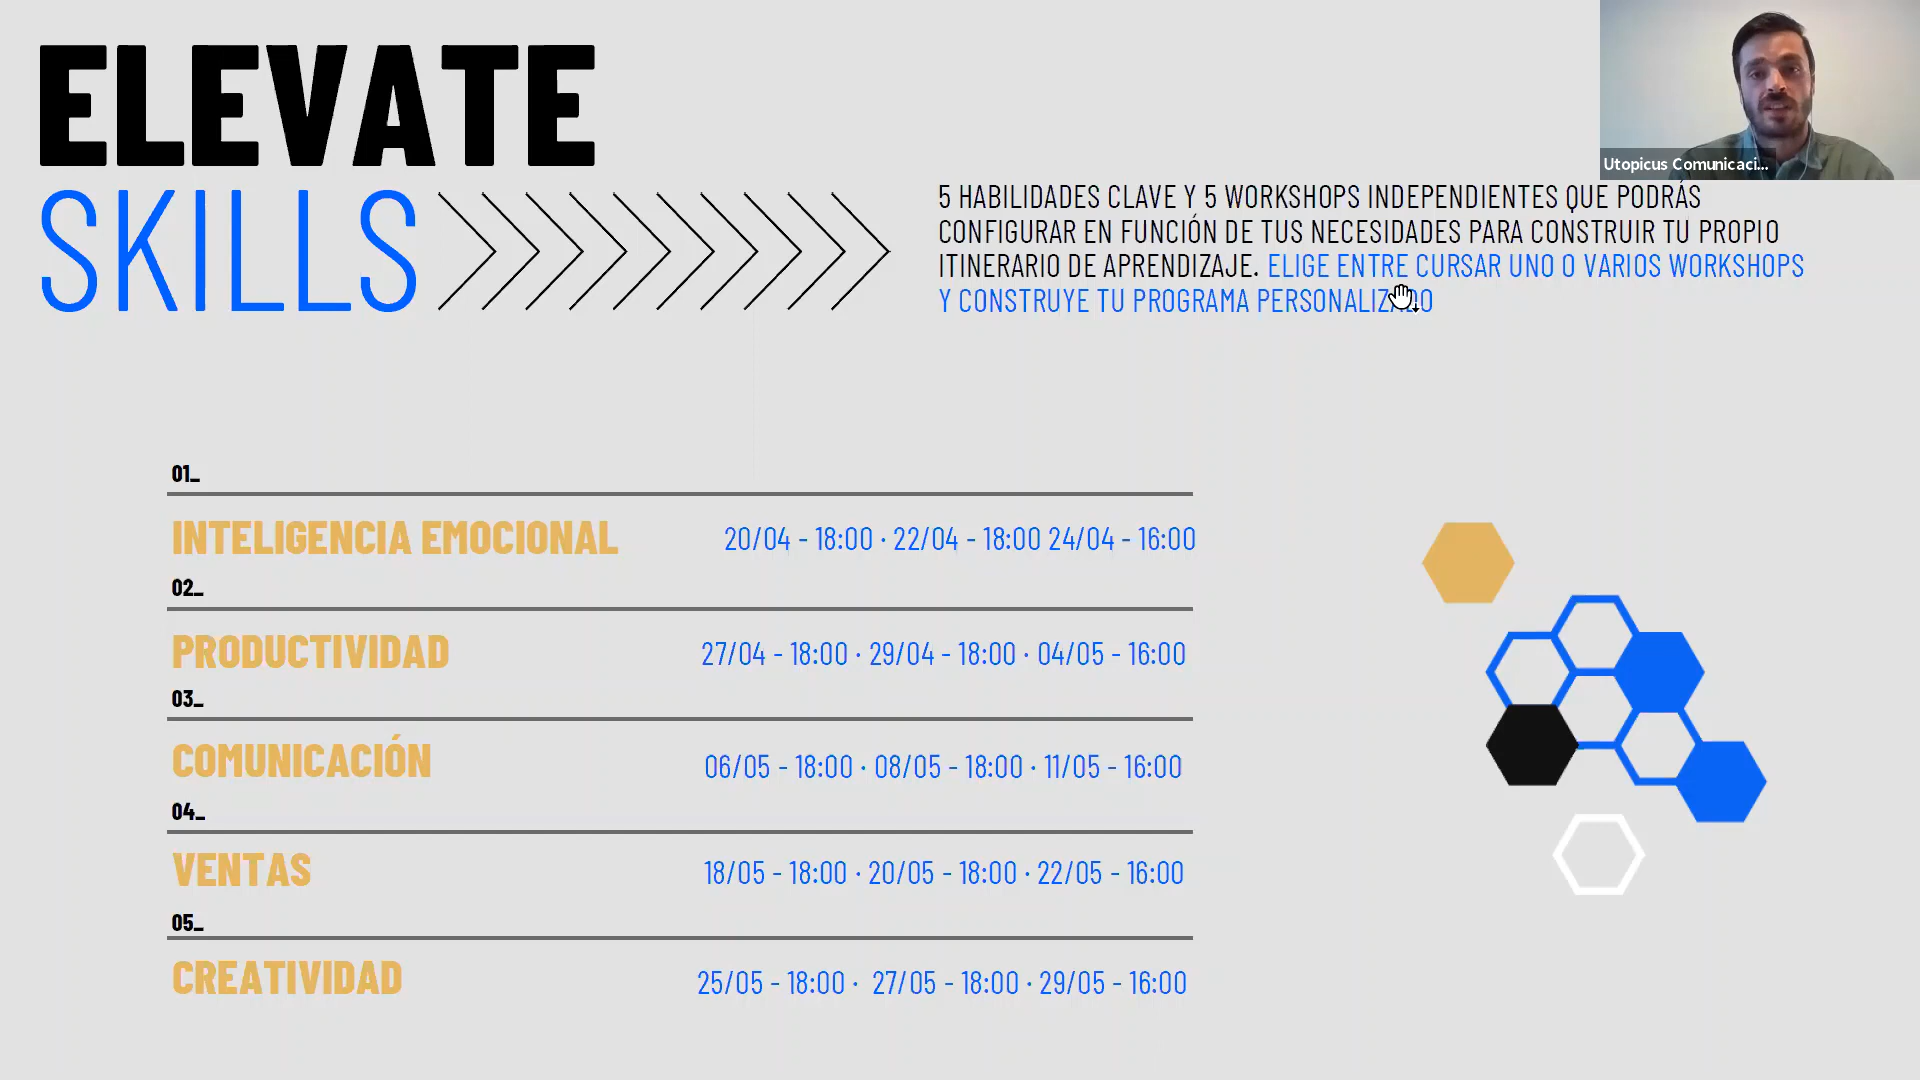 ELEVATE
SKILLS
Utopicus Comunicaci...
5 HABILIDADES CLAVE Y 5 WORKSHOPS INDEPENDIENTES QUE PODRÁS
CONFIGURAR EN FUNCIÓN DE TUS NECESIDADES PARA CONSTRUIR TU PROPIO
ITINERARIO DE APRENDIZAJE. ELIGE ENTRE CURSAR UNO O VARIOS WORKSHOPS
Y CONSTRUYE TU PROGRAMA PERSONALIZADO
01_
INTELIGENCIA EMOCIONAL 20/04 - 18:00 · 22/04 - 18:00 24/04 - 16:00
02_
PRODUCTIVIDAD 27/04 - 18:00 · 29/04 - 18:00 · 04/05 - 16:00
03_
COMUNICACIÓN 06/05 - 18:00 · 08/05 - 18:00 · 11/05 - 16:00
04_
VENTAS 18/05 - 18:00 · 20/05 - 18:00 · 22/05 - 16:00
05_
CREATIVIDAD 25/05 - 18:00 · 27/05 - 18:00 · 29/05 - 16:00